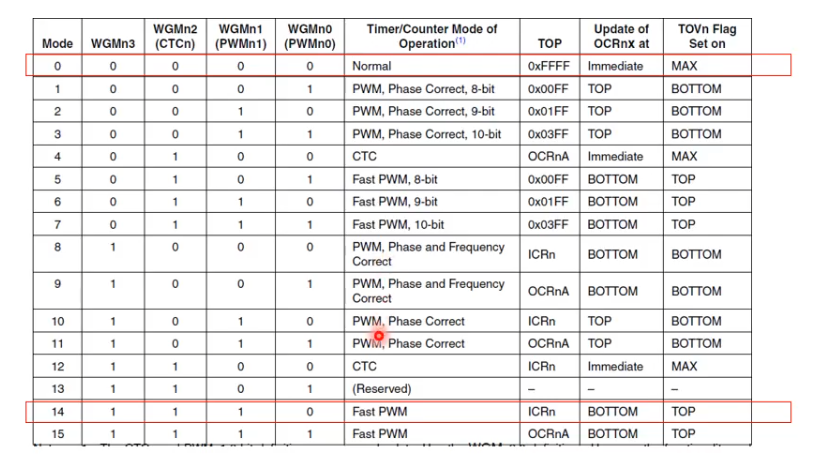 Mode WGMn3 WGMn2 (CTCn) WGMn1 (PWMn1) WGMn0 (PWMn0) Timer/Counter Mode of Operation(1) TOP Update of OCRnx at TOVn Flag Set on
0 0 0 0 0 Normal 0xFFFF Immediate MAX
1 0 0 0 1 PWM, Phase Correct, 8-bit 0x00FF TOP BOTTOM
2 0 0 1 0 PWM, Phase Correct, 9-bit 0x01FF TOP BOTTOM
3 0 0 1 1 PWM, Phase Correct, 10-bit 0x03FF TOP BOTTOM
4 0 1 0 0 CTC OCRnA Immediate MAX
5 0 1 0 1 Fast PWM, 8-bit 0x00FF BOTTOM TOP
6 0 1 1 0 Fast PWM, 9-bit 0x01FF BOTTOM TOP
7 0 1 1 1 Fast PWM, 10-bit 0x03FF BOTTOM TOP
8 1 0 0 0 PWM, Phase and Frequency Correct ICRn BOTTOM BOTTOM
9 1 0 0 1 PWM, Phase and Frequency Correct OCRnA BOTTOM BOTTOM
10 1 0 1 0 PWM, Phase Correct ICRn TOP BOTTOM
11 1 0 1 1 PWM, Phase Correct OCRnA TOP BOTTOM
12 1 1 0 0 CTC ICRn Immediate MAX
13 1 1 0 1 (Reserved) – – –
14 1 1 1 0 Fast PWM ICRn BOTTOM TOP
15 1 1 1 1 Fast PWM OCRnA BOTTOM TOP